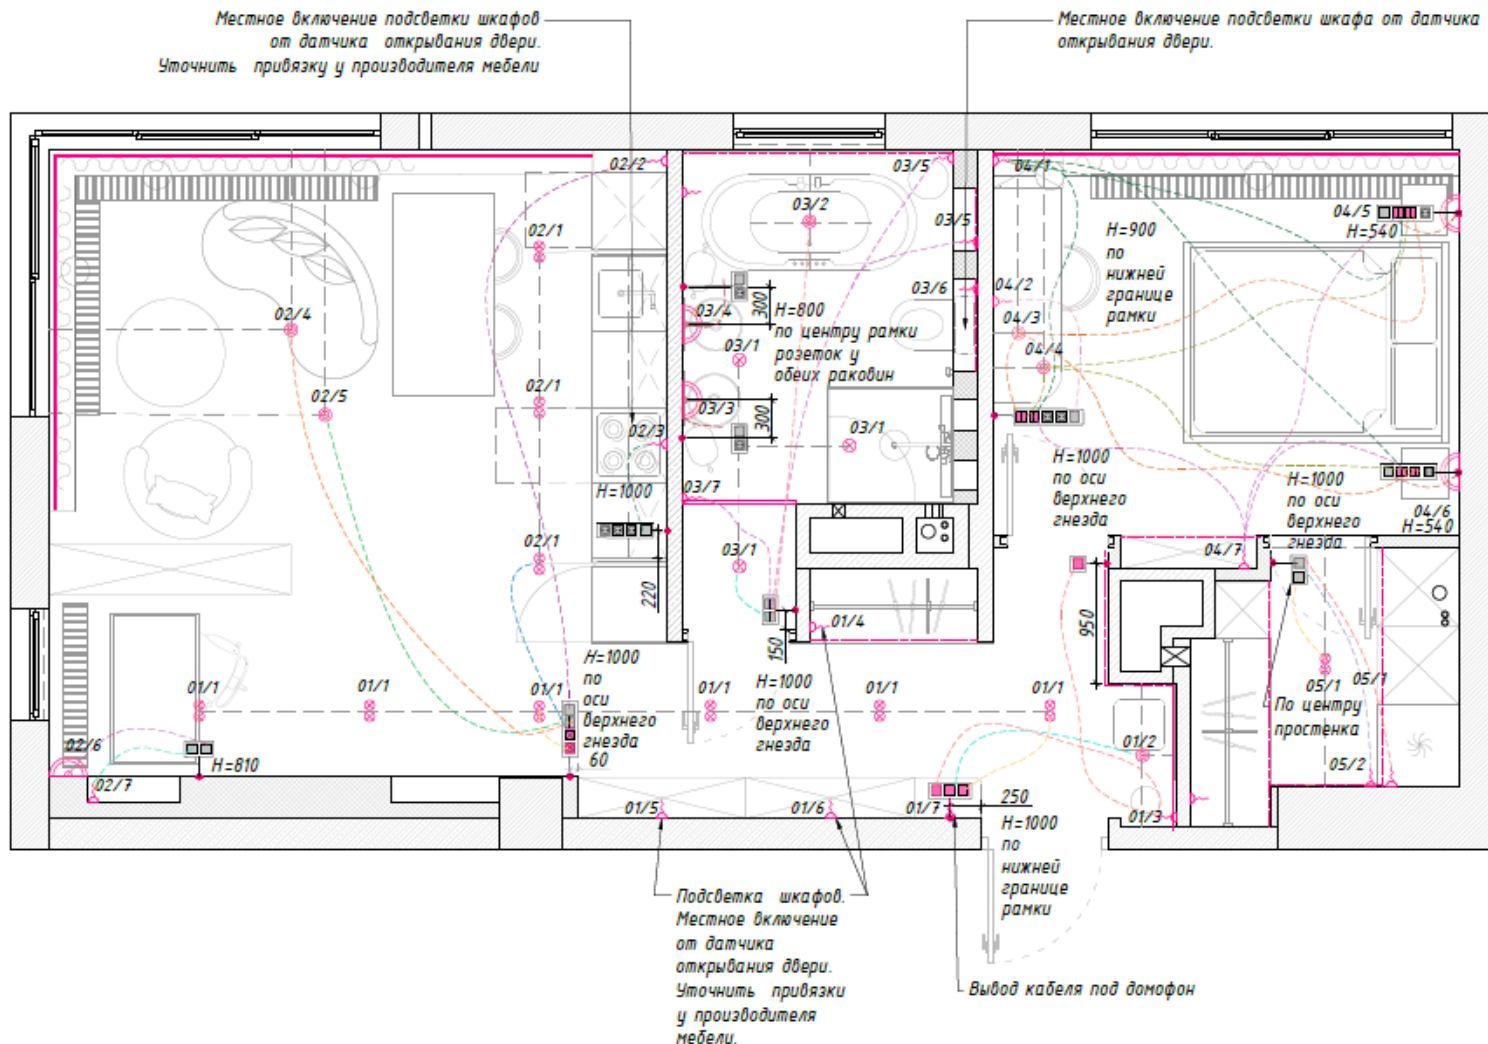 Местное включение подсветки шкафов
от датчика открывания двери.
Уточнить привязку у производителя мебели
Местное включение подсветки шкафа от датчика
открывания двери.
02/2
03/5
04/1
03/2
03/5
04/5
H=540
02/1
H=900
по
нижней
границе
рамки
03/6
04/2
02/4
03/4
300
H=800
по центру рамки
розеток у
обеих раковин
04/3
03/1
04/4
02/5
02/1
03/3
300
02/3
03/1
H=1000
по оси
верхнего
гнезда
H=1000
по оси
верхнего
гнезда
H=1000
03/7
04/6
H=540
02/1
03/1
04/7
220
01/4
150
950
H=1000
по
оси
верхнего
гнезда
60
H=1000
по оси
верхнего
гнезда
01/1
01/1
01/1
01/1
01/1
01/1
05/1
05/1
По центру
простенка
02/6
H=810
01/2
02/7
05/2
01/5
01/6
01/7
250
01/3
H=1000
по
нижней
границе
рамки
Подсветка шкафов.
Местное включение
от датчика
открывания двери.
Уточнить привязки
у производителя
мебели.
Вывод кабеля под домофон